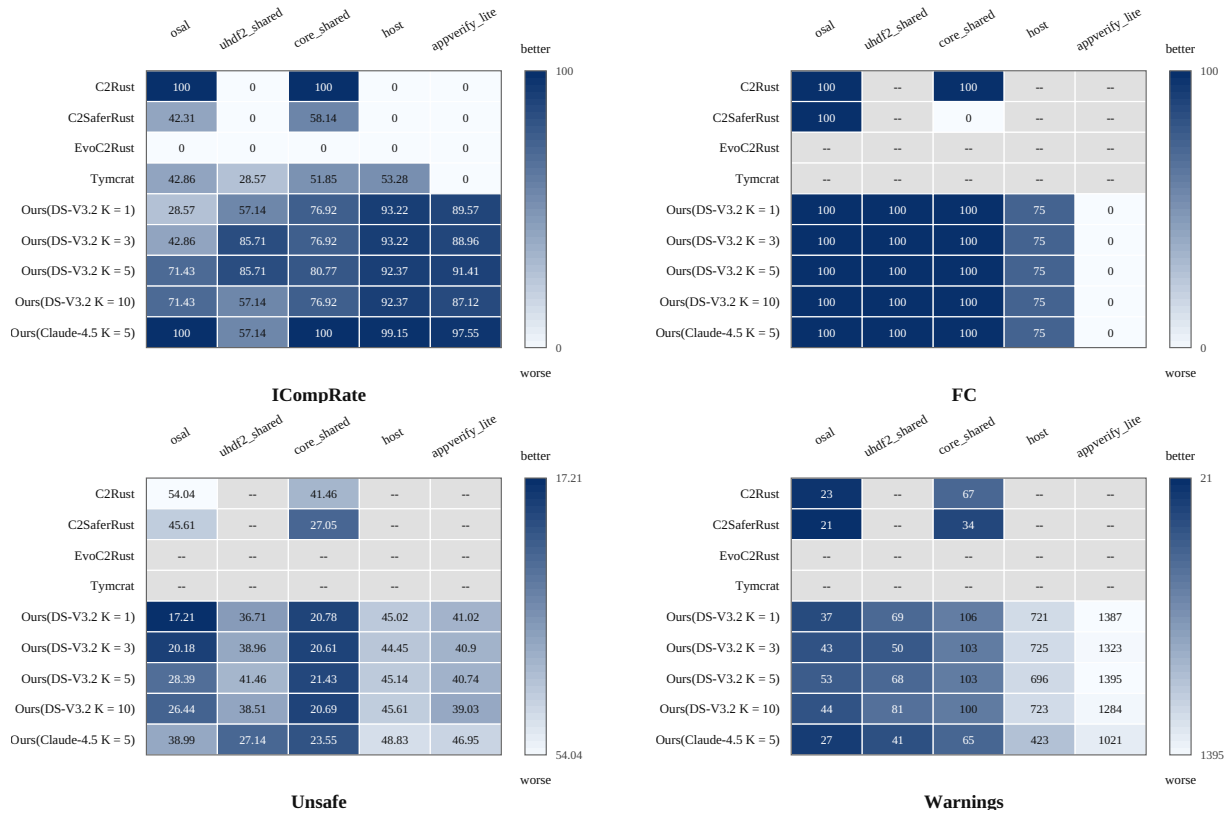 osal uhdf2_shared core_shared host appverify_lite
better
C2Rust 100 0 100 0 0 100
C2SaferRust 42.31 0 58.14 0 0
EvoC2Rust 0 0 0 0 0
Tymcrat 42.86 28.57 51.85 53.28 0
Ours(DS-V3.2 K = 1) 28.57 57.14 76.92 93.22 89.57
Ours(DS-V3.2 K = 3) 42.86 85.71 76.92 93.22 88.96
Ours(DS-V3.2 K = 5) 71.43 85.71 80.77 92.37 91.41
Ours(DS-V3.2 K = 10) 71.43 57.14 76.92 92.37 87.12
Ours(Claude-4.5 K = 5) 100 57.14 100 99.15 97.55 0
worse
ICompRate
osal uhdf2_shared core_shared host appverify_lite
better
C2Rust 100 -- 100 -- -- 100
C2SaferRust 100 -- 0 -- --
EvoC2Rust -- -- -- -- --
Tymcrat -- -- -- -- --
Ours(DS-V3.2 K = 1) 100 100 100 75 0
Ours(DS-V3.2 K = 3) 100 100 100 75 0
Ours(DS-V3.2 K = 5) 100 100 100 75 0
Ours(DS-V3.2 K = 10) 100 100 100 75 0
Ours(Claude-4.5 K = 5) 100 100 100 75 0 0
worse
FC
osal uhdf2_shared core_shared host appverify_lite
better
C2Rust 54.04 -- 41.46 -- -- 17.21
C2SaferRust 45.61 -- 27.05 -- --
EvoC2Rust -- -- -- -- --
Tymcrat -- -- -- -- --
Ours(DS-V3.2 K = 1) 17.21 36.71 20.78 45.02 41.02
Ours(DS-V3.2 K = 3) 20.18 38.96 20.61 44.45 40.9
Ours(DS-V3.2 K = 5) 28.39 41.46 21.43 45.14 40.74
Ours(DS-V3.2 K = 10) 26.44 38.51 20.69 45.61 39.03
Ours(Claude-4.5 K = 5) 38.99 27.14 23.55 48.83 46.95 54.04
worse
Unsafe
osal uhdf2_shared core_shared host appverify_lite
better
C2Rust 23 -- 67 -- -- 21
C2SaferRust 21 -- 34 -- --
EvoC2Rust -- -- -- -- --
Tymcrat -- -- -- -- --
Ours(DS-V3.2 K = 1) 37 69 106 721 1387
Ours(DS-V3.2 K = 3) 43 50 103 725 1323
Ours(DS-V3.2 K = 5) 53 68 103 696 1395
Ours(DS-V3.2 K = 10) 44 81 100 723 1284
Ours(Claude-4.5 K = 5) 27 41 65 423 1021 1395
worse
Warnings